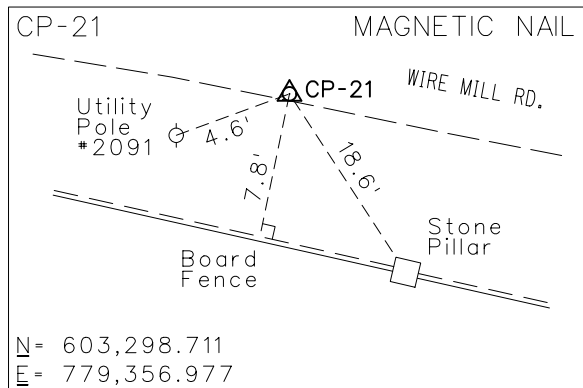 CP-21 MAGNETIC NAIL
CP-21
WIRE MILL RD.
Utility
Pole
#2091
4.6'
7.8'
18.6'
Stone
Pillar
Board
Fence
N= 603,298.711
E= 779,356.977